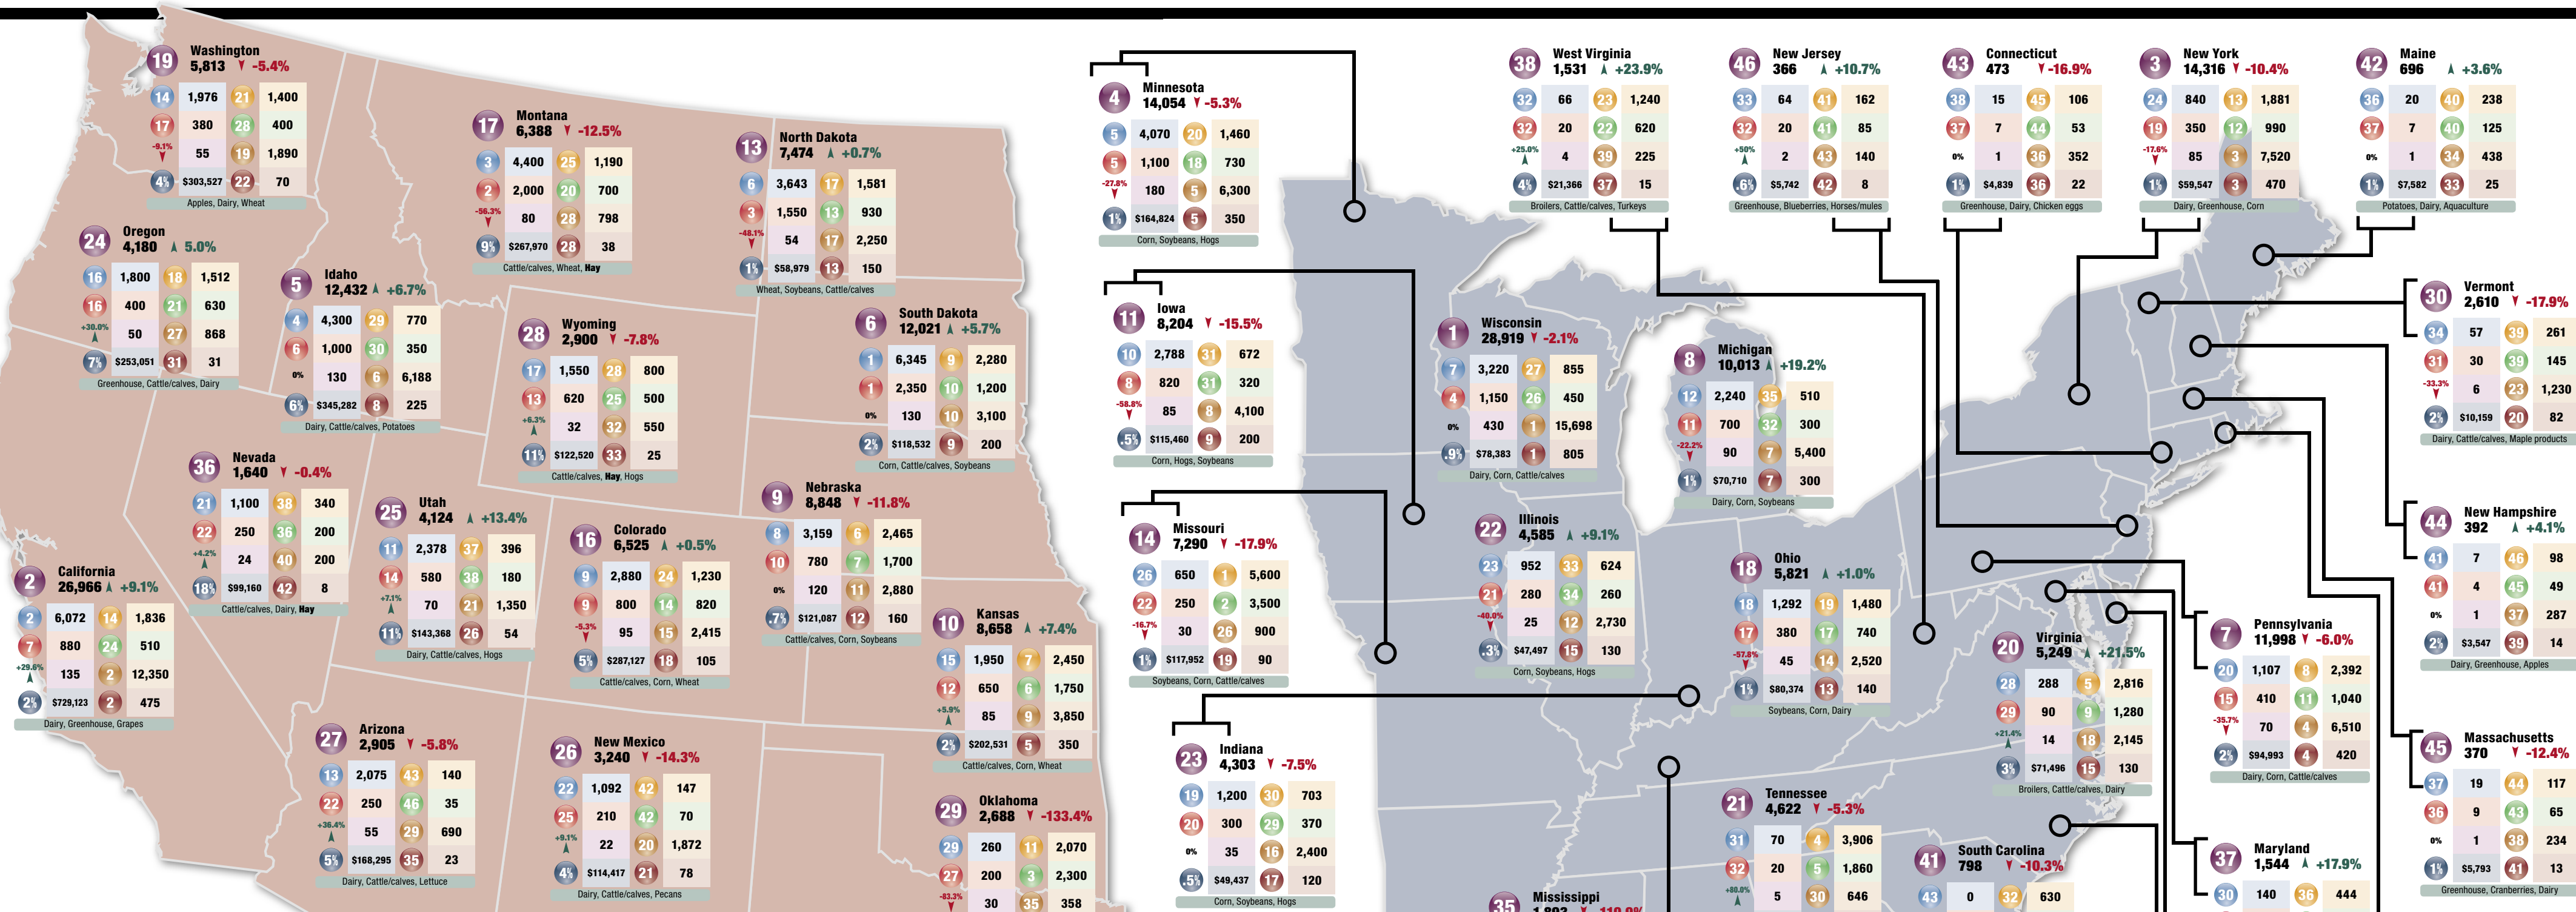 19 Washington
5,813 -5.4%
14 1,976 21 1,400
17 380 28 400
-9.1% 55 19 1,890
4% $303,527 22 70
Apples, Dairy, Wheat
24 Oregon
4,180 5.0%
16 1,800 18 1,512
16 400 21 630
+30.0% 50 27 868
7% $253,051 31 31
Greenhouse, Cattle/calves, Dairy
17 Montana
6,388 -12.5%
3 4,400 25 1,190
2 2,000 20 700
-56.3% 80 28 798
9% $267,970 28 38
Cattle/calves, Wheat, Hay
13 North Dakota
7,474 +0.7%
6 3,643 17 1,581
3 1,550 13 930
-48.1% 54 17 2,250
1% $58,979 13 150
Wheat, Soybeans, Cattle/calves
5 Idaho
12,432 +6.7%
4 4,300 29 770
6 1,000 30 350
0% 130 6 6,188
6% $345,282 8 225
Dairy, Cattle/calves, Potatoes
28 Wyoming
2,900 -7.8%
17 1,550 28 800
13 620 25 500
+6.3% 32 32 550
11% $122,520 33 25
Cattle/calves, Hay, Hogs
6 South Dakota
12,021 +5.7%
1 6,345 9 2,280
1 2,350 10 1,200
0% 130 10 3,100
2% $118,532 9 200
Corn, Cattle/calves, Soybeans
36 Nevada
1,640 -0.4%
21 1,100 38 340
22 250 36 200
+4.2% 24 40 200
18% $99,160 42 8
Cattle/calves, Dairy, Hay
25 Utah
4,124 +13.4%
11 2,378 37 396
14 580 38 180
+7.1% 70 21 1,350
11% $143,368 26 54
Dairy, Cattle/calves, Hogs
16 Colorado
6,525 +0.5%
9 2,880 24 1,230
9 800 14 820
-5.3% 95 15 2,415
5% $287,127 18 105
Cattle/calves, Corn, Wheat
9 Nebraska
8,848 -11.8%
8 3,159 6 2,465
10 780 7 1,700
0% 120 11 2,880
.7% $121,087 12 160
Cattle/calves, Corn, Soybeans
2 California
26,966 +9.1%
2 6,072 14 1,836
7 880 24 510
+29.6% 135 2 12,350
2% $729,123 2 475
Dairy, Greenhouse, Grapes
10 Kansas
8,658 +7.4%
15 1,950 7 2,450
12 650 6 1,750
+5.9% 85 9 3,850
2% $202,531 5 350
Cattle/calves, Corn, Wheat
27 Arizona
2,905 -5.8%
13 2,075 43 140
22 250 46 35
+36.4% 55 29 690
5% $168,295 35 23
Dairy, Cattle/calves, Lettuce
26 New Mexico
3,240 -14.3%
22 1,092 42 147
25 210 42 70
+9.1% 22 20 1,872
4% $114,417 21 78
Dairy, Cattle/calves, Pecans
29 Oklahoma
2,688 -133.4%
29 260 11 2,070
27 200 3 2,300
-83.3% 30 35 358
4 Minnesota
14,054 -5.3%
5 4,070 20 1,460
5 1,100 18 730
-27.8% 180 5 6,300
1% $164,824 5 350
Corn, Soybeans, Hogs
11 Iowa
8,204 -15.5%
10 2,788 31 672
8 820 31 320
-58.8% 85 8 4,100
.5% $115,460 9 200
Corn, Hogs, Soybeans
14 Missouri
7,290 -17.9%
26 650 1 5,600
22 250 2 3,500
-16.7% 30 26 900
1% $117,952 19 90
Soybeans, Corn, Cattle/calves
23 Indiana
4,303 -7.5%
19 1,200 30 703
20 300 29 370
0% 35 16 2,400
.5% $49,437 17 120
Corn, Soybeans, Hogs
1 Wisconsin
28,919 -2.1%
7 3,220 27 855
4 1,150 26 450
0% 430 1 15,698
.9% $78,383 1 805
Dairy, Corn, Cattle/calves
8 Michigan
10,013 +19.2%
12 2,240 35 510
11 700 32 300
-22.2% 90 7 5,400
1% $70,710 7 300
Dairy, Corn, Soybeans
22 Illinois
4,585 +9.1%
23 952 33 624
21 280 34 260
-40.0% 25 12 2,730
.3% $47,497 15 130
Corn, Soybeans, Hogs
18 Ohio
5,821 +1.0%
18 1,292 19 1,480
17 380 17 740
-57.8% 45 14 2,520
1% $80,374 13 140
Soybeans, Corn, Dairy
21 Tennessee
4,622 -5.3%
31 70 4 3,906
32 20 5 1,860
+80.0% 5 30 646
35 Mississippi
41 South Carolina
798 -10.3%
43 0 32 630
38 West Virginia
1,531 +23.9%
32 66 23 1,240
32 20 22 620
+25.0% 4 39 225
4% $21,366 37 15
Broilers, Cattle/calves, Turkeys
46 New Jersey
366 +10.7%
33 64 41 162
32 20 41 85
+50% 2 43 140
.6% $5,742 42 8
Greenhouse, Blueberries, Horses/mules
43 Connecticut
473 -16.9%
38 15 45 106
37 7 44 53
0% 1 36 352
1% $4,839 36 22
Greenhouse, Dairy, Chicken eggs
3 New York
14,316 -10.4%
24 840 13 1,881
19 350 12 990
-17.6% 85 3 7,520
1% $59,547 3 470
Dairy, Greenhouse, Corn
42 Maine
696 +3.6%
36 20 40 238
37 7 40 125
0% 1 34 438
1% $7,582 33 25
Potatoes, Dairy, Aquaculture
30 Vermont
2,610 -17.9%
34 57 39 261
31 30 39 145
-33.3% 6 23 1,230
2% $10,159 20 82
Dairy, Cattle/calves, Maple products
44 New Hampshire
392 +4.1%
41 7 46 98
41 4 45 49
0% 1 37 287
2% $3,547 39 14
Dairy, Greenhouse, Apples
20 Virginia
5,249 +21.5%
28 288 5 2,816
29 90 9 1,280
+21.4% 14 18 2,145
3% $71,496 15 130
Broilers, Cattle/calves, Dairy
7 Pennsylvania
11,998 -6.0%
20 1,107 8 2,392
15 410 11 1,040
-35.7% 70 4 6,510
2% $94,993 4 420
Dairy, Corn, Cattle/calves
45 Massachusetts
370 -12.4%
37 19 44 117
36 9 43 65
0% 1 38 234
1% $5,793 41 13
Greenhouse, Cranberries, Dairy
37 Maryland
1,544 +17.9%
30 140 36 444